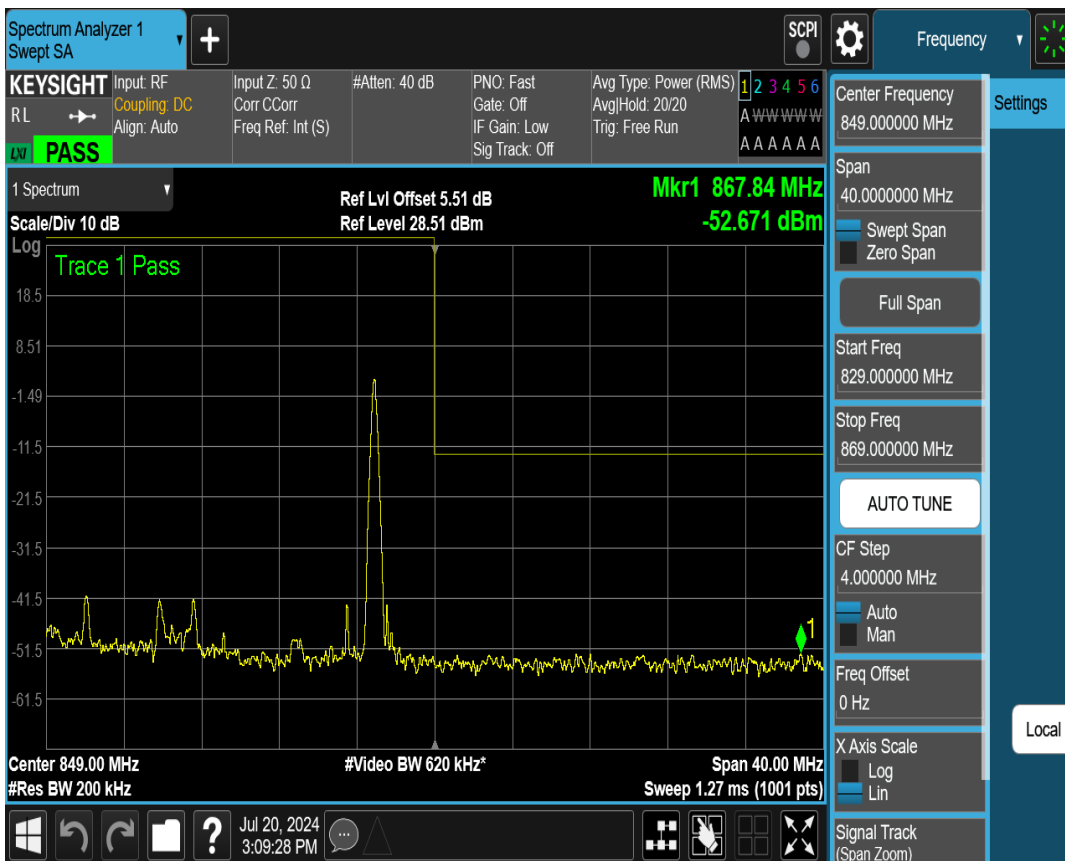 Spectrum Analyzer 1
Swept SA
+
SCPI
Frequency
KEYSIGHT
RL
LXI PASS
Input: RF
Coupling: DC
Align: Auto
Input Z: 50 Ω
Corr CCorr
Freq Ref: Int (S)
#Atten: 40 dB
PNO: Fast
Gate: Off
IF Gain: Low
Sig Track: Off
Avg Type: Power (RMS)
Avg|Hold: 20/20
Trig: Free Run
1 2 3 4 5 6
A W W W W W
A A A A A A
1 Spectrum
Scale/Div 10 dB
Ref Lvl Offset 5.51 dB
Ref Level 28.51 dBm
Mkr1 867.84 MHz
-52.671 dBm
Log
Trace 1 Pass
18.5
8.51
-1.49
-11.5
-21.5
-31.5
-41.5
-51.5
-61.5
1
Center 849.00 MHz
#Video BW 620 kHz*
Span 40.00 MHz
#Res BW 200 kHz
Sweep 1.27 ms (1001 pts)
Center Frequency
849.000000 MHz
Span
40.0000000 MHz
Swept Span
Zero Span
Full Span
Start Freq
829.000000 MHz
Stop Freq
869.000000 MHz
AUTO TUNE
CF Step
4.000000 MHz
Auto
Man
Freq Offset
0 Hz
X Axis Scale
Log
Lin
Signal Track
(Span Zoom)
Settings
Local
?
Jul 20, 2024
3:09:28 PM